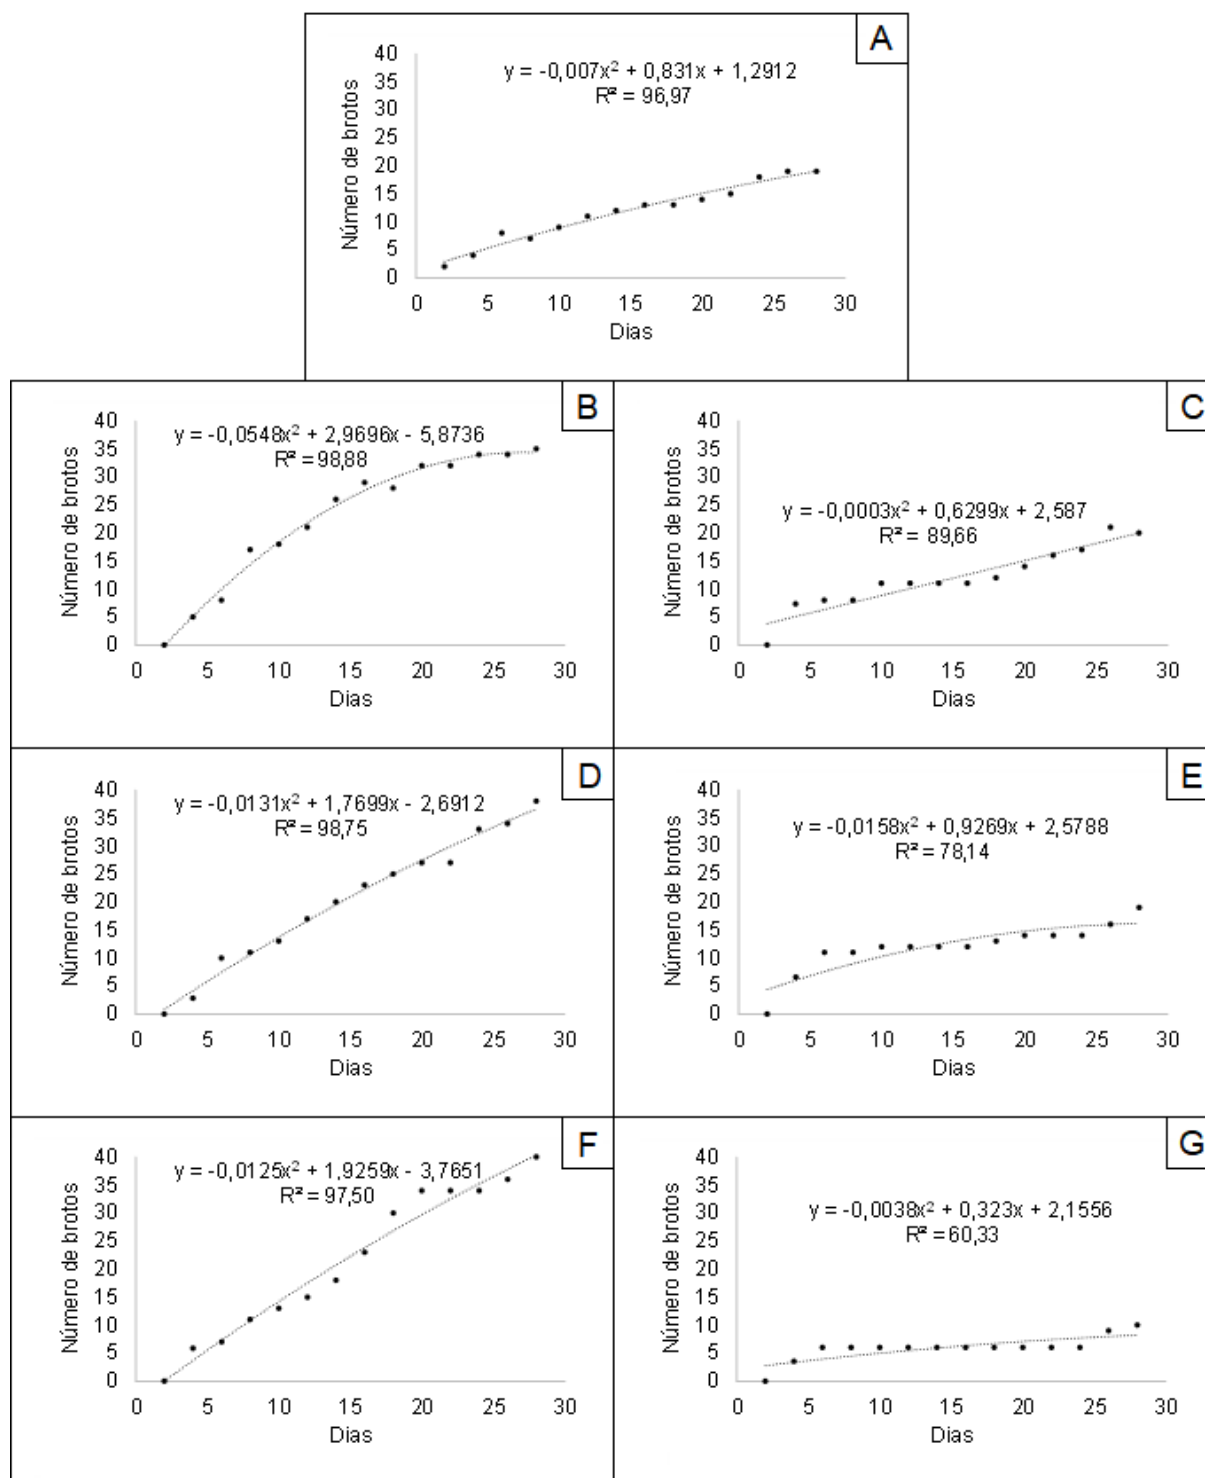 A
y = -0,007x² + 0,831x + 1,2912
R² = 96,97
Número de brotos
40
35
30
25
20
15
10
5
0
0 5 10 15 20 25 30
Dias
B
y = -0,0548x² + 2,9696x - 5,8736
R² = 98,88
Número de brotos
40
35
30
25
20
15
10
5
0
0 5 10 15 20 25 30
Dias
C
y = -0,0003x² + 0,6299x + 2,587
R² = 89,66
Número de brotos
40
35
30
25
20
15
10
5
0
0 5 10 15 20 25 30
Dias
D
y = -0,0131x² + 1,7699x - 2,6912
R² = 98,75
Número de brotos
40
35
30
25
20
15
10
5
0
0 5 10 15 20 25 30
Dias
E
y = -0,0158x² + 0,9269x + 2,5788
R² = 78,14
Número de brotos
40
35
30
25
20
15
10
5
0
0 5 10 15 20 25 30
Dias
F
y = -0,0125x² + 1,9259x - 3,7651
R² = 97,50
Número de brotos
40
35
30
25
20
15
10
5
0
0 5 10 15 20 25 30
Dias
G
y = -0,0038x² + 0,323x + 2,1556
R² = 60,33
Número de brotos
40
35
30
25
20
15
10
5
0
0 5 10 15 20 25 30
Dias